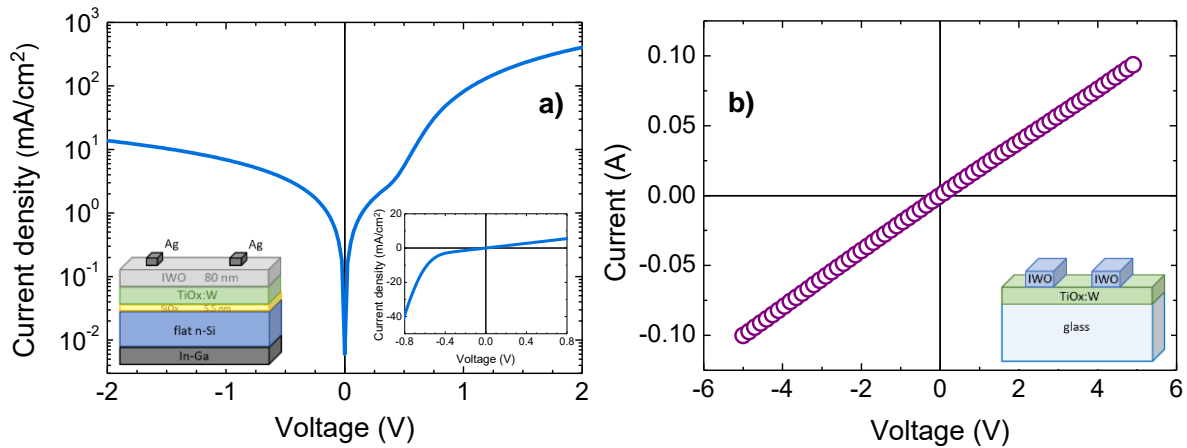 a)
Current density (mA/cm²)
10³
10²
10¹
10⁰
10⁻¹
10⁻²
-2 -1 0 1 2
Voltage (V)
Ag Ag
IWO 80 nm
TiOx:W
SiOx 5.5 nm
flat n-Si
In-Ga
Current density (mA/cm²)
20
0
-20
-40
-0.8 -0.4 0.0 0.4 0.8
Voltage (V)
b)
Current (A)
0.10
0.05
0.00
-0.05
-0.10
-6 -4 -2 0 2 4 6
Voltage (V)
IWO IWO
TiOx:W
glass